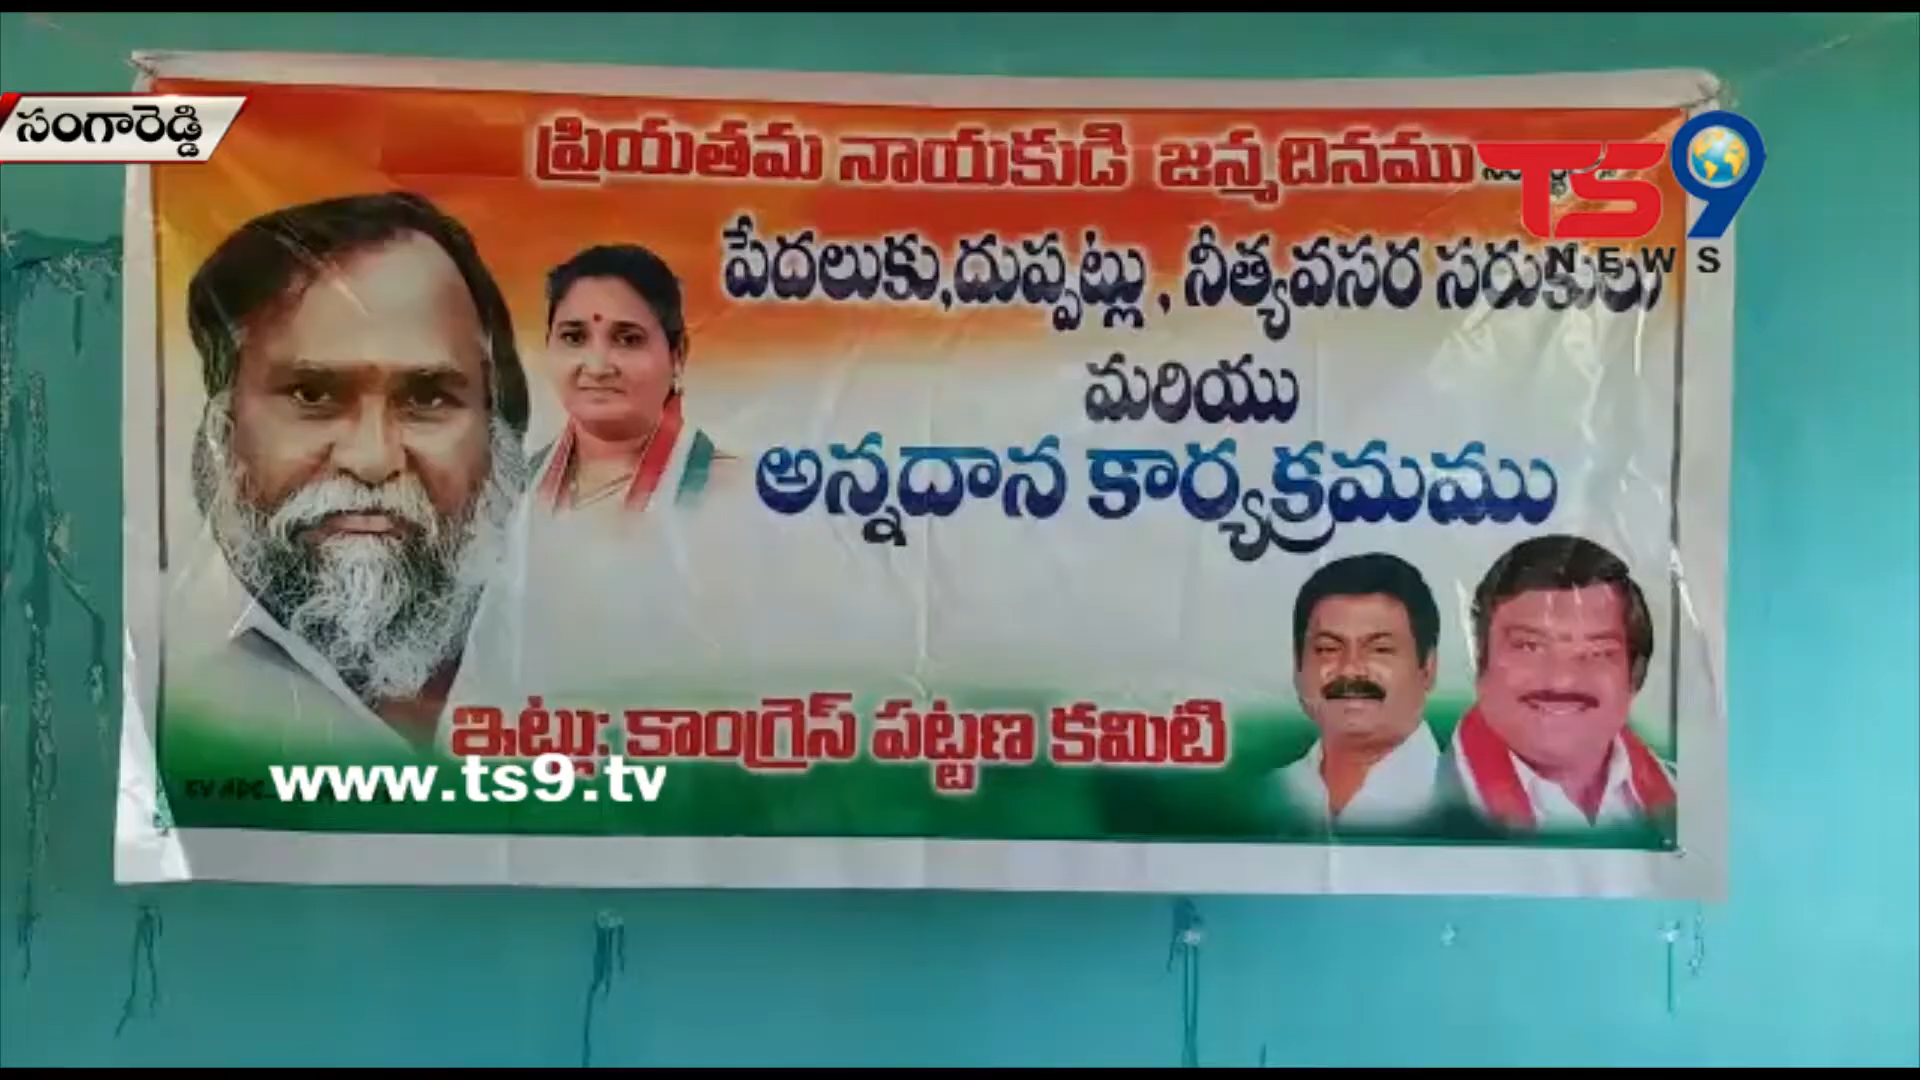 సంగారెడ్డి
ప్రియతమ నాయకుడి జన్మదినము
TS9
NEWS
పేదలుకు,దుప్పట్లు, నీత్యవసర సరుకులు
మరియు
అన్నదాన కార్యక్రమము
ఇట్లు: కాంగ్రెస్ పట్టణ కమిటి
www.ts9.tv